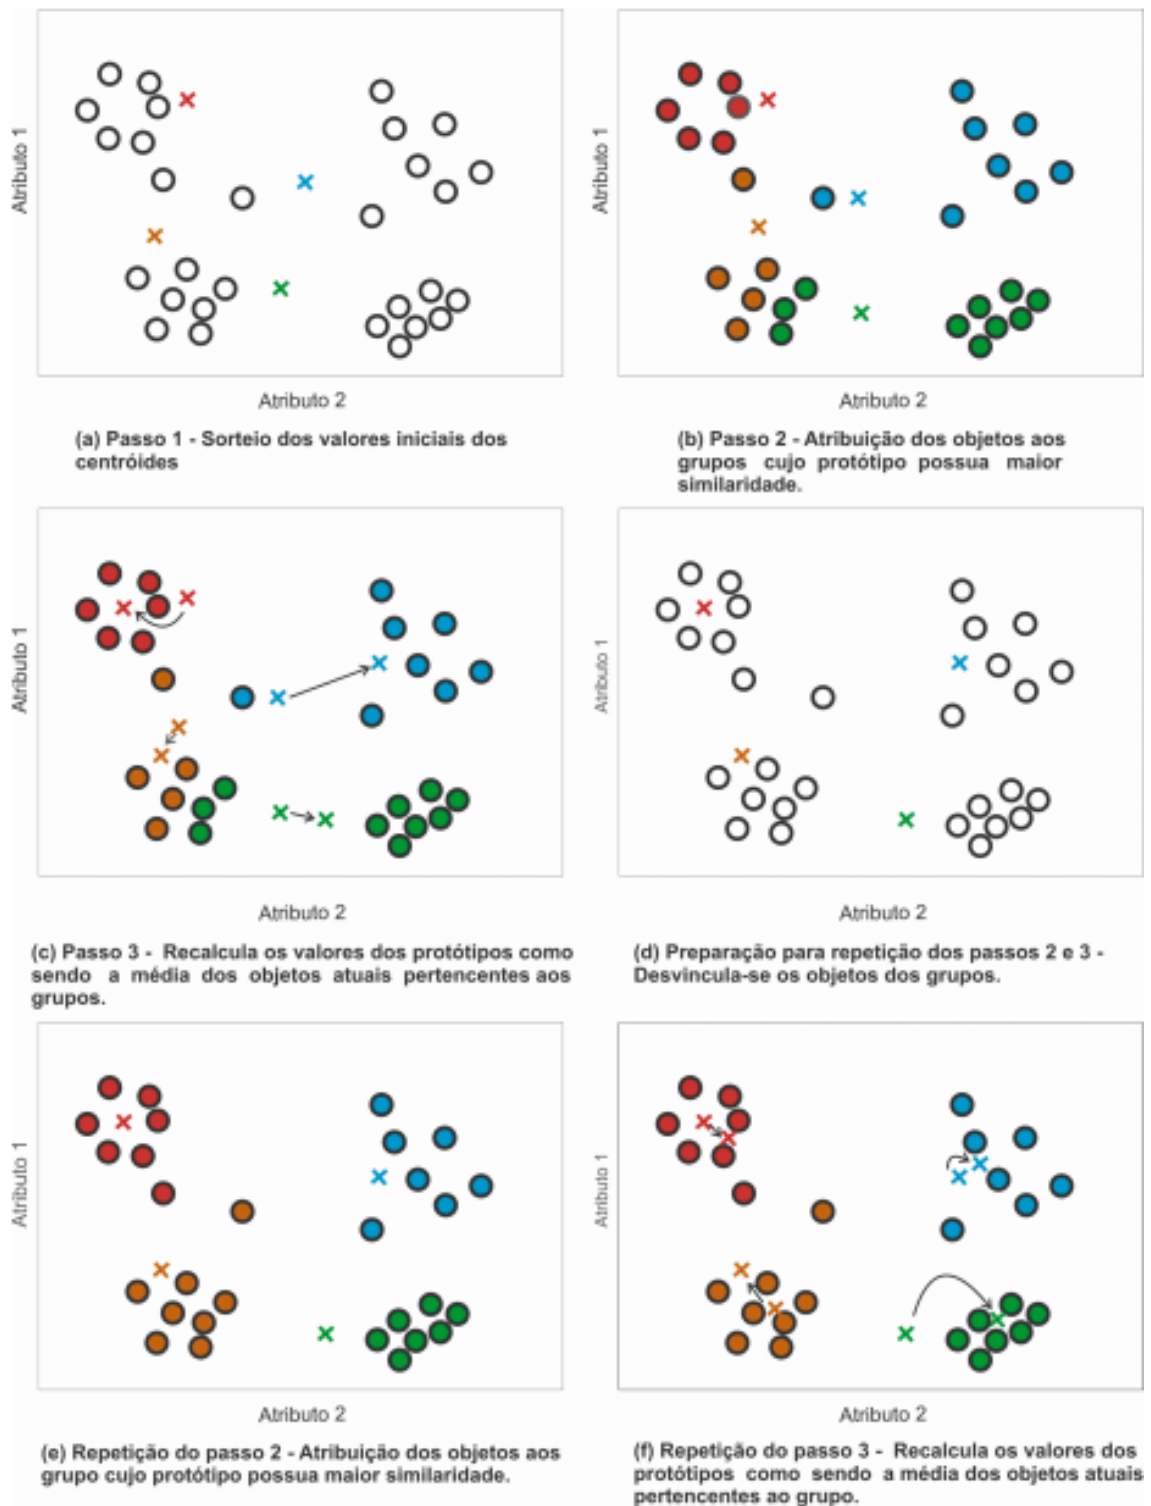 Atributo 1
Atributo 2
(a) Passo 1 - Sorteio dos valores iniciais dos
centróides
Atributo 1
Atributo 2
(b) Passo 2 - Atribuição dos objetos aos
grupos cujo protótipo possua maior
similaridade.
Atributo 1
Atributo 2
(c) Passo 3 - Recalcula os valores dos protótipos como
sendo a média dos objetos atuais pertencentes aos
grupos.
Atributo 1
Atributo 2
(d) Preparação para repetição dos passos 2 e 3 -
Desvincula-se os objetos dos grupos.
Atributo 1
Atributo 2
(e) Repetição do passo 2 - Atribuição dos objetos aos
grupo cujo protótipo possua maior similaridade.
Atributo 1
Atributo 2
(f) Repetição do passo 3 - Recalcula os valores dos
protótipos como sendo a média dos objetos atuais
pertencentes ao grupo.